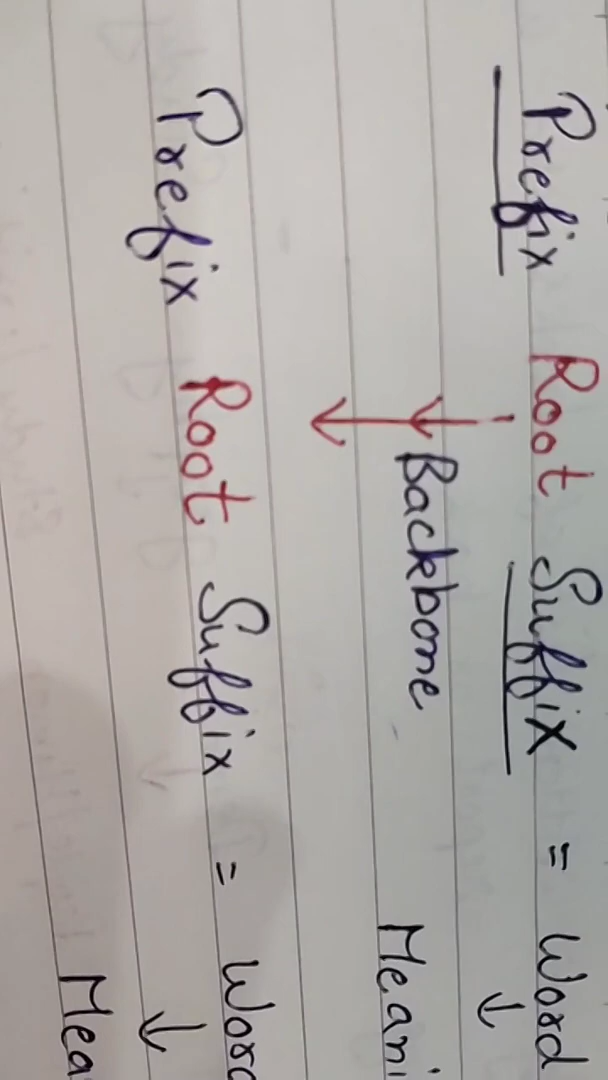 Prefix Root Suffix = Word
↓ ↓
Backbone Meani
Prefix Root Suffix = Word
↓
Mea